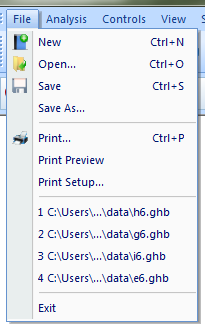 File Analysis Controls View S
New Ctrl+N
Open... Ctrl+O
Save Ctrl+S
Save As...
Print... Ctrl+P
Print Preview
Print Setup...
1 C:\Users\...\data\h6.ghb
2 C:\Users\...\data\g6.ghb
3 C:\Users\...\data\i6.ghb
4 C:\Users\...\data\e6.ghb
Exit